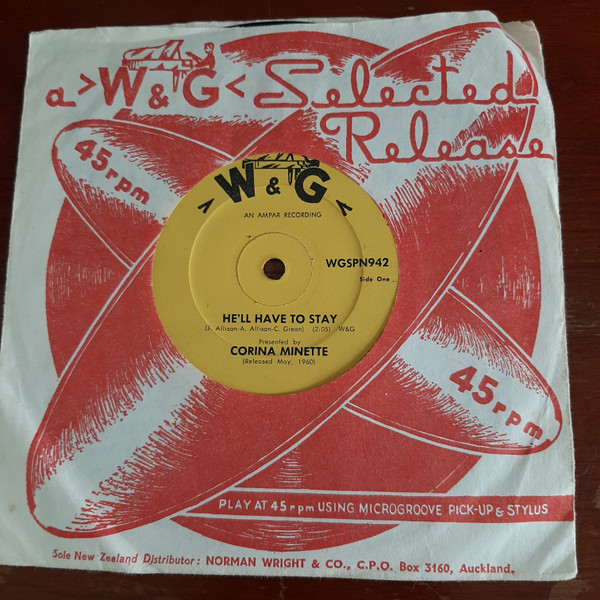 a >W&G< Selected
Release
45 rpm
>W&G<
AN AMPAR RECORDING
WGSPN942
Side One
HE'LL HAVE TO STAY
(J. Allison-A. Allison-C. Grean) (2:05) W&G
Presented by
CORINA MINETTE
(Released May, 1960)
45 rpm
PLAY AT 45 rpm USING MICROGROOVE PICK-UP & STYLUS
Sole New Zealand Distributor: NORMAN WRIGHT & CO., C.P.O. Box 3160, Auckland.